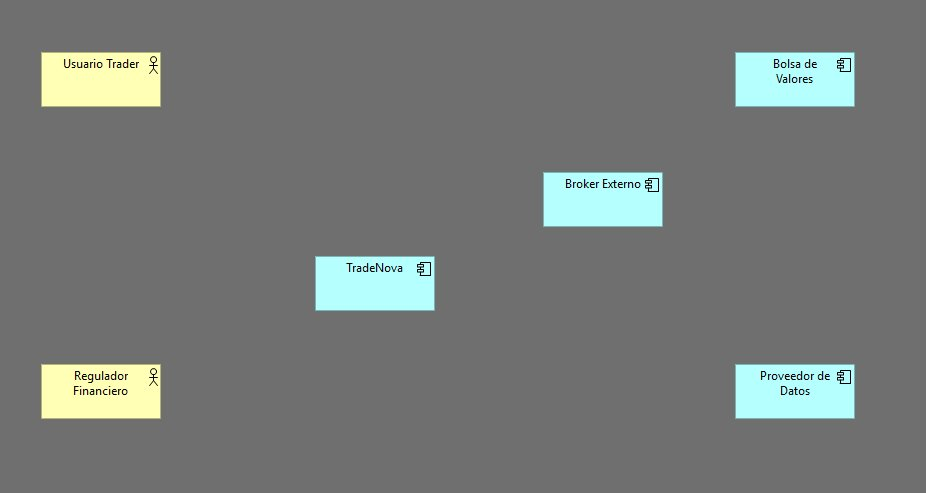 Usuario Trader
Bolsa de
Valores
Broker Externo
TradeNova
Regulador
Financiero
Proveedor de
Datos